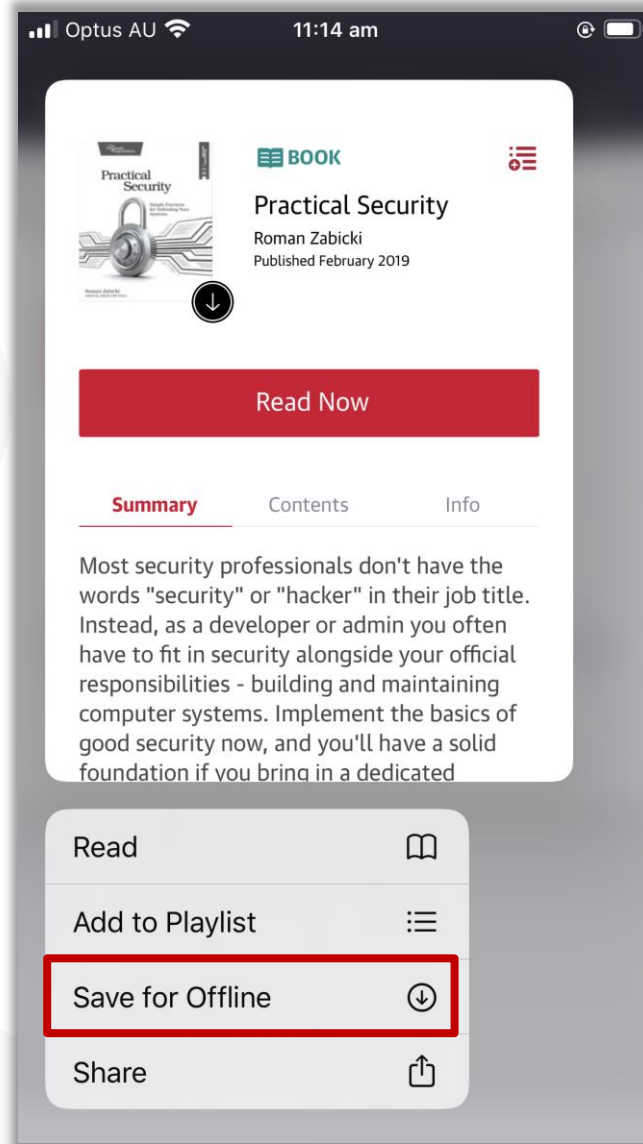 Optus AU
11:14 am
Practical
Security
BOOK
Practical Security
Roman Zabicki
Published February 2019
Read Now
Summary Contents Info
Most security professionals don't have the
words "security" or "hacker" in their job title.
Instead, as a developer or admin you often
have to fit in security alongside your official
responsibilities - building and maintaining
computer systems. Implement the basics of
good security now, and you'll have a solid
foundation if you bring in a dedicated
Read
Add to Playlist
Save for Offline
Share